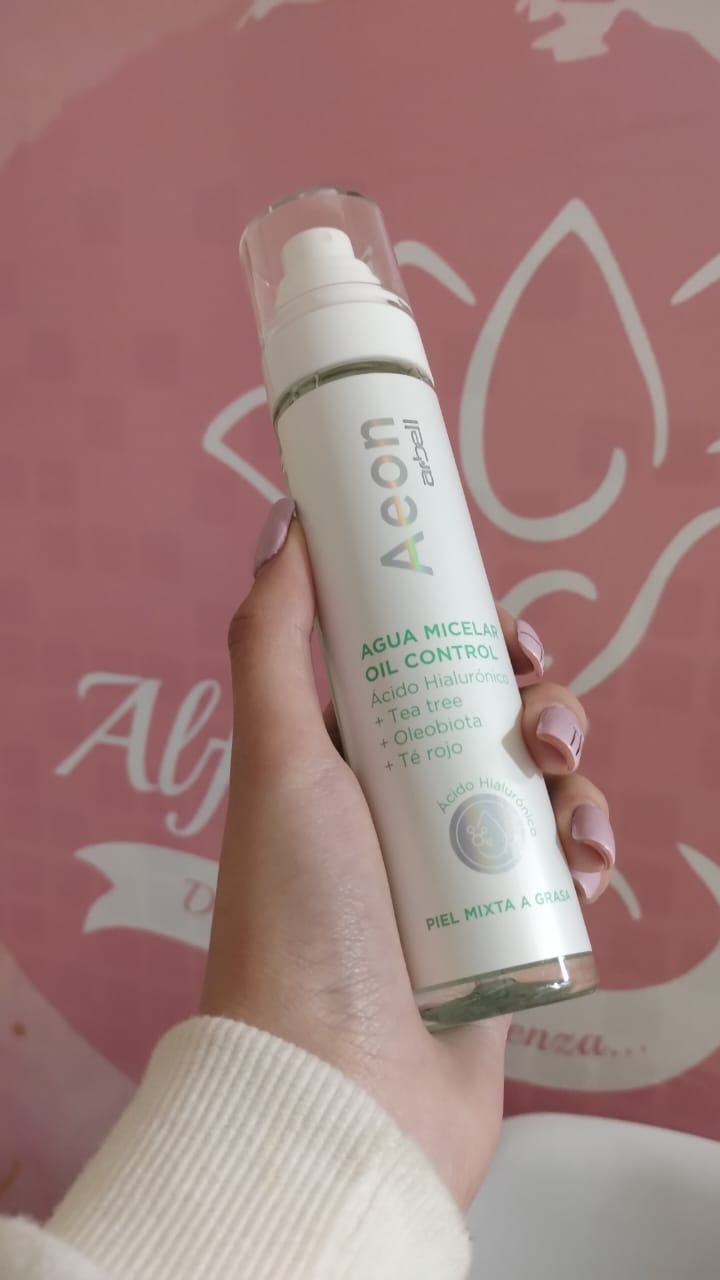 Aeon
arbell
AGUA MICELAR
OIL CONTROL
Ácido Hialurónico
+ Tea tree
+ Oleobiota
+ Té rojo
Ácido Hialurónico
PIEL MIXTA A GRASA